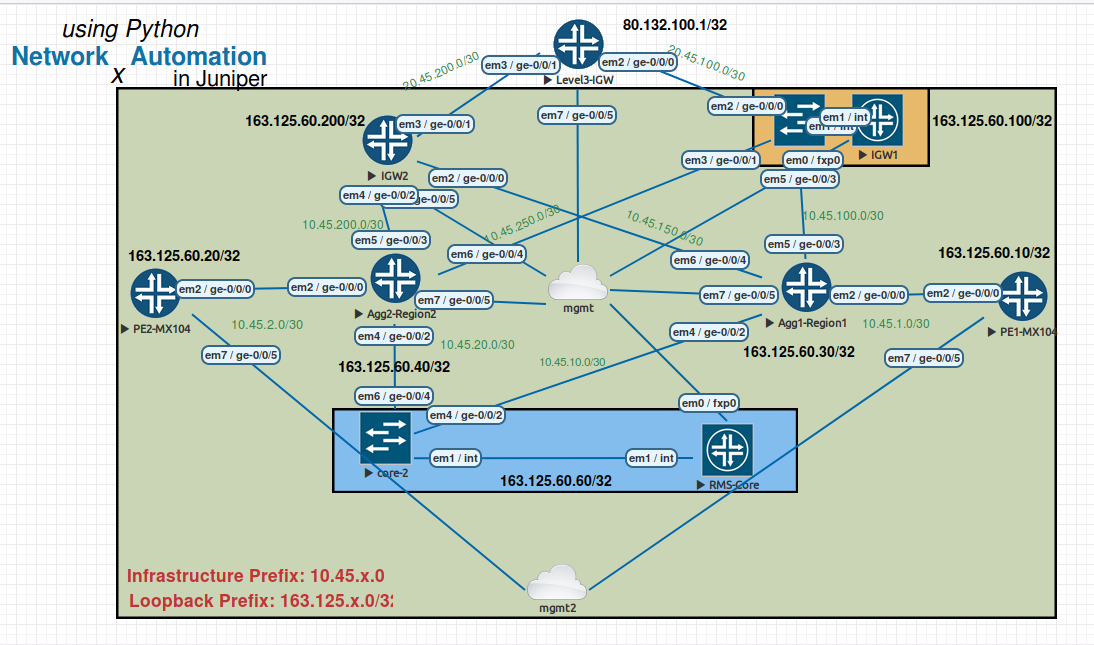 using Python
Network Automation
X
in Juniper
80.132.100.1/32
em3 / ge-0/0/1
em2 / ge-0/0/0
20.45.200.0/30
20.45.100.0/30
Level3-IGW
em7 / ge-0/0/5
em2 / ge-0/0/0
em1 / int
em1 / int
163.125.60.200/32
em3 / ge-0/0/1
163.125.60.100/32
IGW1
em3 / ge-0/0/1
em0 / fxp0
IGW2
em2 / ge-0/0/0
em5 / ge-0/0/3
em4 / ge-0/0/2
ge-0/0/5
10.45.200.0/30
10.45.250.0/30
10.45.150.0/30
10.45.100.0/30
em5 / ge-0/0/3
em5 / ge-0/0/3
em6 / ge-0/0/4
em6 / ge-0/0/4
163.125.60.20/32
163.125.60.10/32
em2 / ge-0/0/0
em2 / ge-0/0/0
em7 / ge-0/0/5
mgmt
em7 / ge-0/0/5
em2 / ge-0/0/0
em2 / ge-0/0/0
PE2-MX104
Agg2-Region2
Agg1-Region1
PE1-MX104
10.45.2.0/30
10.45.1.0/30
em4 / ge-0/0/2
em4 / ge-0/0/2
10.45.20.0/30
em7 / ge-0/0/5
163.125.60.30/32
em7 / ge-0/0/5
163.125.60.40/32
10.45.10.0/30
em6 / ge-0/0/4
em4 / ge-0/0/2
em0 / fxp0
em1 / int
em1 / int
core-2
163.125.60.60/32
RMS-Core
Infrastructure Prefix: 10.45.x.0
Loopback Prefix: 163.125.x.0/32
mgmt2